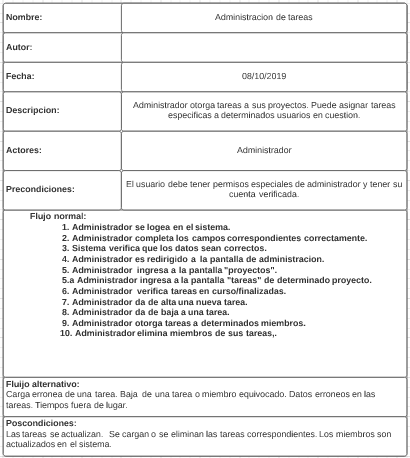 Nombre: Administracion de tareas
Autor:
Fecha: 08/10/2019
Descripcion: Administrador otorga tareas a sus proyectos. Puede asignar tareas
especificas a determinados usuarios en cuestion.
Actores: Administrador
Precondiciones: El usuario debe tener permisos especiales de administrador y tener su
cuenta verificada.
Flujo normal:
1. Administrador se logea en el sistema.
2. Administrador completa los campos correspondientes correctamente.
3. Sistema verifica que los datos sean correctos.
4. Administrador es redirigido a la pantalla de administracion.
5. Administrador ingresa a la pantalla "proyectos".
5.a Administrador ingresa a la pantalla "tareas" de determinado proyecto.
6. Administrador verifica tareas en curso/finalizadas.
7. Administrador da de alta una nueva tarea.
8. Administrador da de baja a una tarea.
9. Administrador otorga tareas a determinados miembros.
10. Administrador elimina miembros de sus tareas,.
Fluijo alternativo:
Carga erronea de una tarea. Baja de una tarea o miembro equivocado. Datos erroneos en las
tareas. Tiempos fuera de lugar.
Poscondiciones:
Las tareas se actualizan. Se cargan o se eliminan las tareas correspondientes. Los miembros son
actualizados en el sistema.